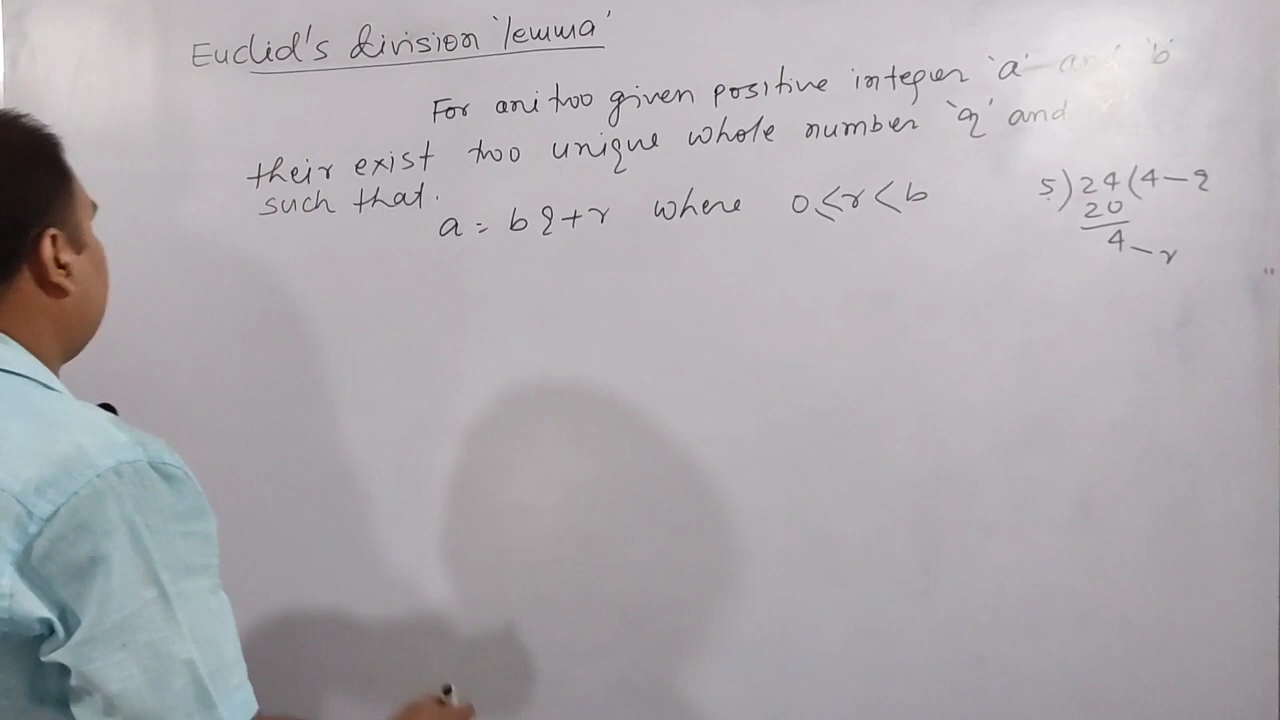 Euclid's division 'lemma'
For ani two given positive integer 'a' and 'b'
their exist two unique whole number 'q' and
such that.
a = bq+r where 0≤r<b
5)24(4-q
20
4-r